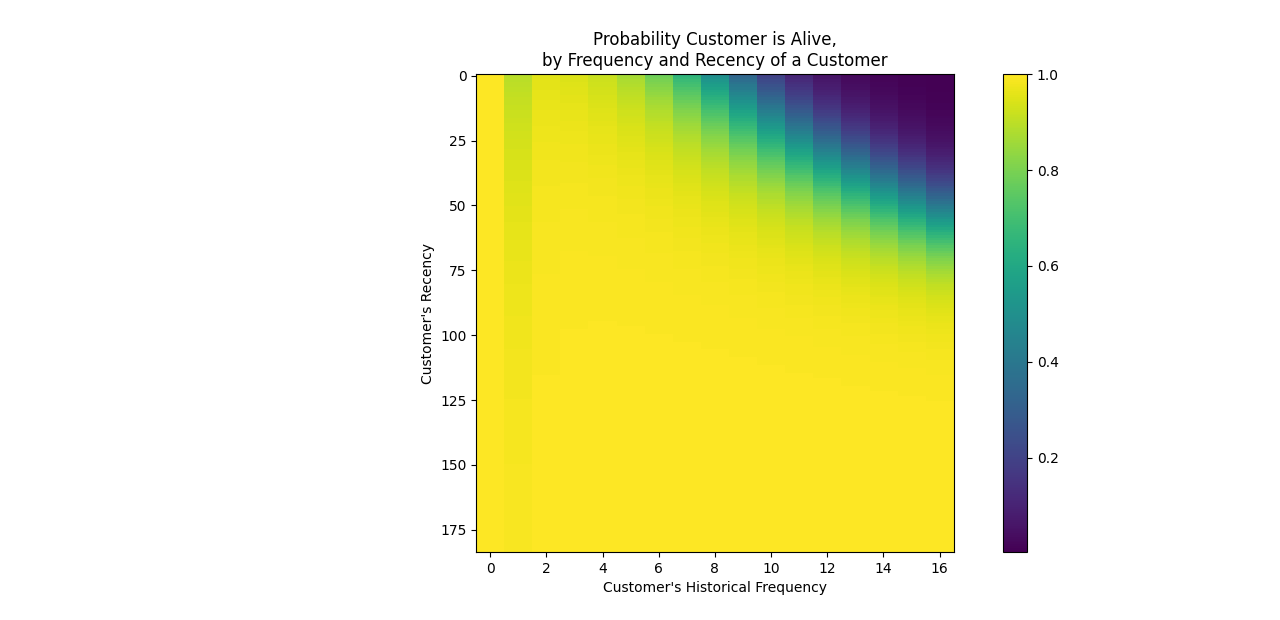 Probability Customer is Alive,
by Frequency and Recency of a Customer
0
25
50
75
100
125
150
175
Customer's Recency
0 2 4 6 8 10 12 14 16
Customer's Historical Frequency
1.0
0.8
0.6
0.4
0.2